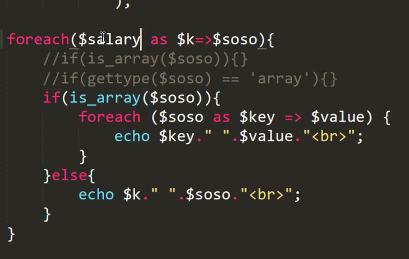 );
foreach($salary as $k=>$soso){
//if(is_array($soso)){}
//if(gettype($soso) == 'array'){}
if(is_array($soso)){
foreach ($soso as $key => $value) {
echo $key." ".$value."<br>";
}
}else{
echo $k." ".$soso."<br>";
}
}